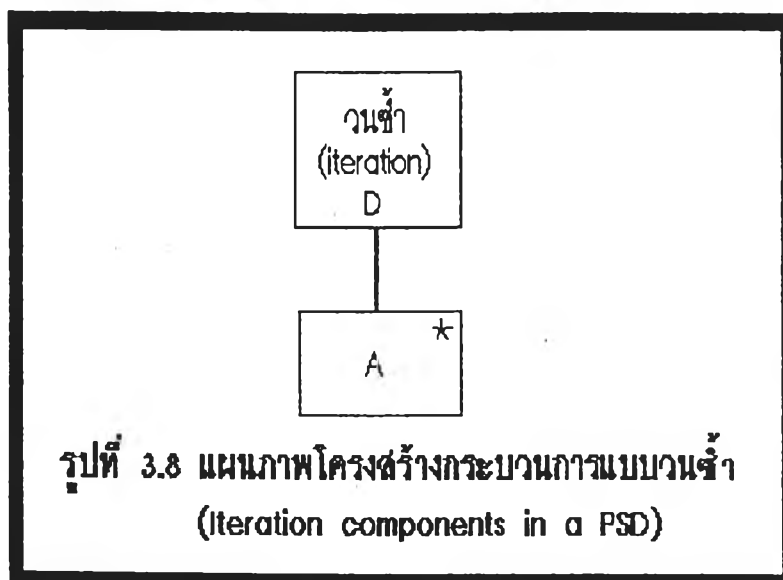 วนซ้ำ
(iteration)
D
*
A
รูปที่ 3.8 แผนภาพโครงสร้างกระบวนการแบบวนซ้ำ
(Iteration components in a PSD)